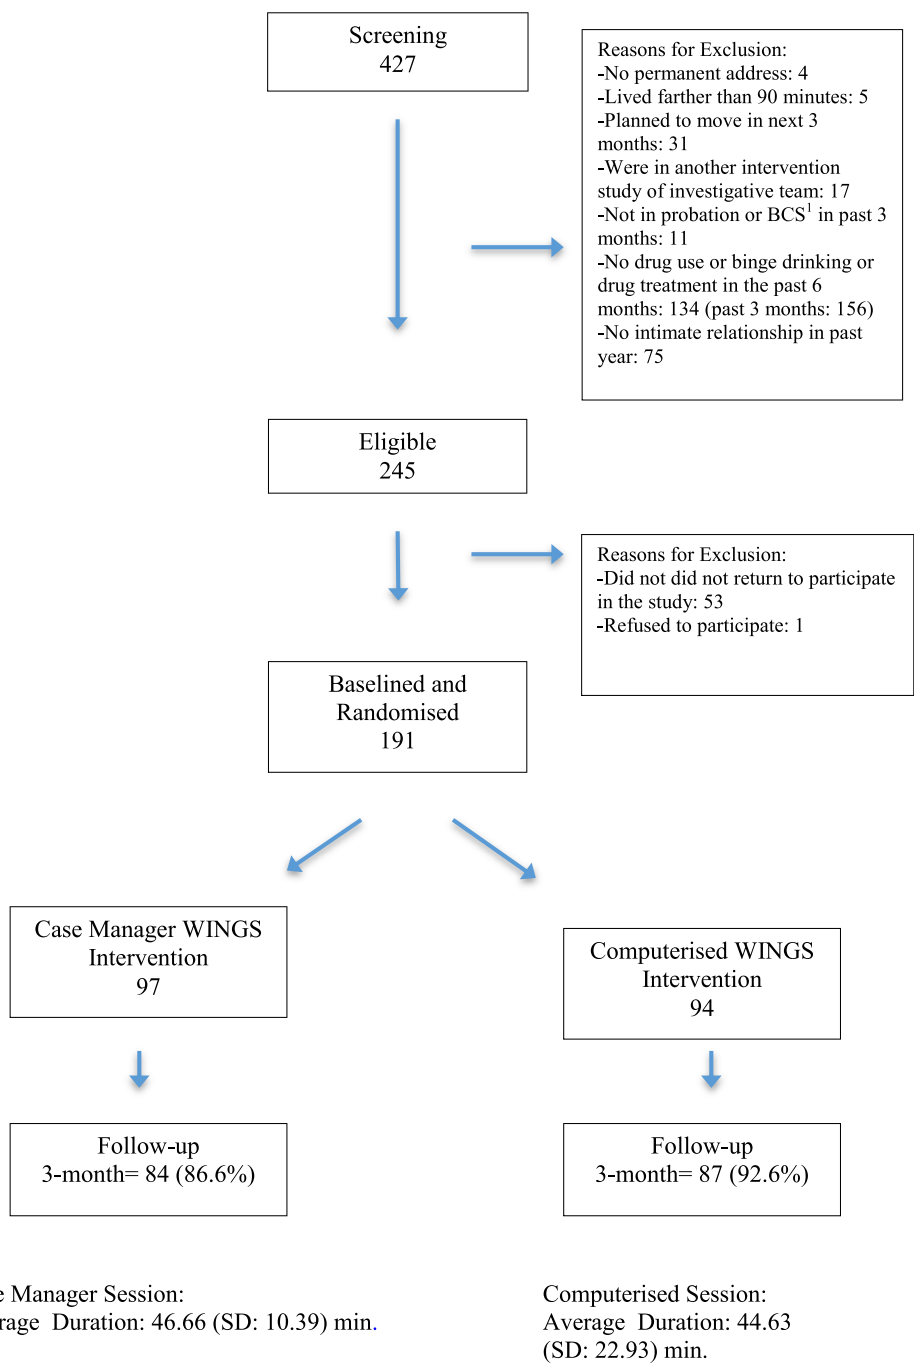 Screening
427
Reasons for Exclusion:
-No permanent address: 4
-Lived farther than 90 minutes: 5
-Planned to move in next 3
months: 31
-Were in another intervention
study of investigative team: 17
-Not in probation or BCS¹ in past 3
months: 11
-No drug use or binge drinking or
drug treatment in the past 6
months: 134 (past 3 months: 156)
-No intimate relationship in past
year: 75
Eligible
245
Reasons for Exclusion:
-Did not did not return to participate
in the study: 53
-Refused to participate: 1
Baselined and
Randomised
191
Case Manager WINGS
Intervention
97
Computerised WINGS
Intervention
94
Follow-up
3-month= 84 (86.6%)
Follow-up
3-month= 87 (92.6%)
e Manager Session:
rage Duration: 46.66 (SD: 10.39) min.
Computerised Session:
Average Duration: 44.63
(SD: 22.93) min.